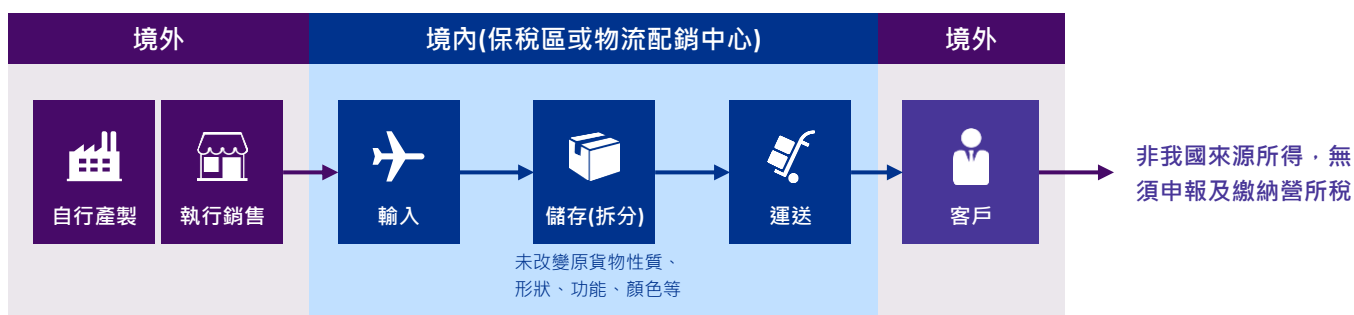 境外
境內(保稅區或物流配銷中心)
境外
自行產製
執行銷售
輸入
儲存(拆分)
運送
客戶
未改變原貨物性質、
形狀、功能、顏色等
非我國來源所得，無
須申報及繳納營所稅